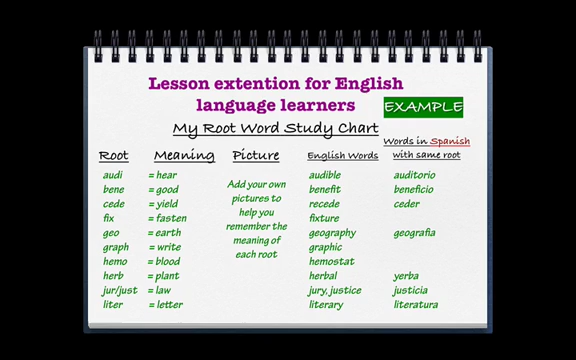 Lesson extention for English
language learners
EXAMPLE
My Root Word Study Chart
Words in Spanish
Root Meaning Picture English Words with same root
audi = hear audible auditorio
bene = good Add your own benefit beneficio
cede = yield pictures to recede ceder
fix = fasten help you fixture
geo = earth remember the geography geografia
graph = write meaning of graphic
hemo = blood each root hemostat
herb = plant herbal yerba
jur/just = law jury, justice justicia
liter = letter literary literatura